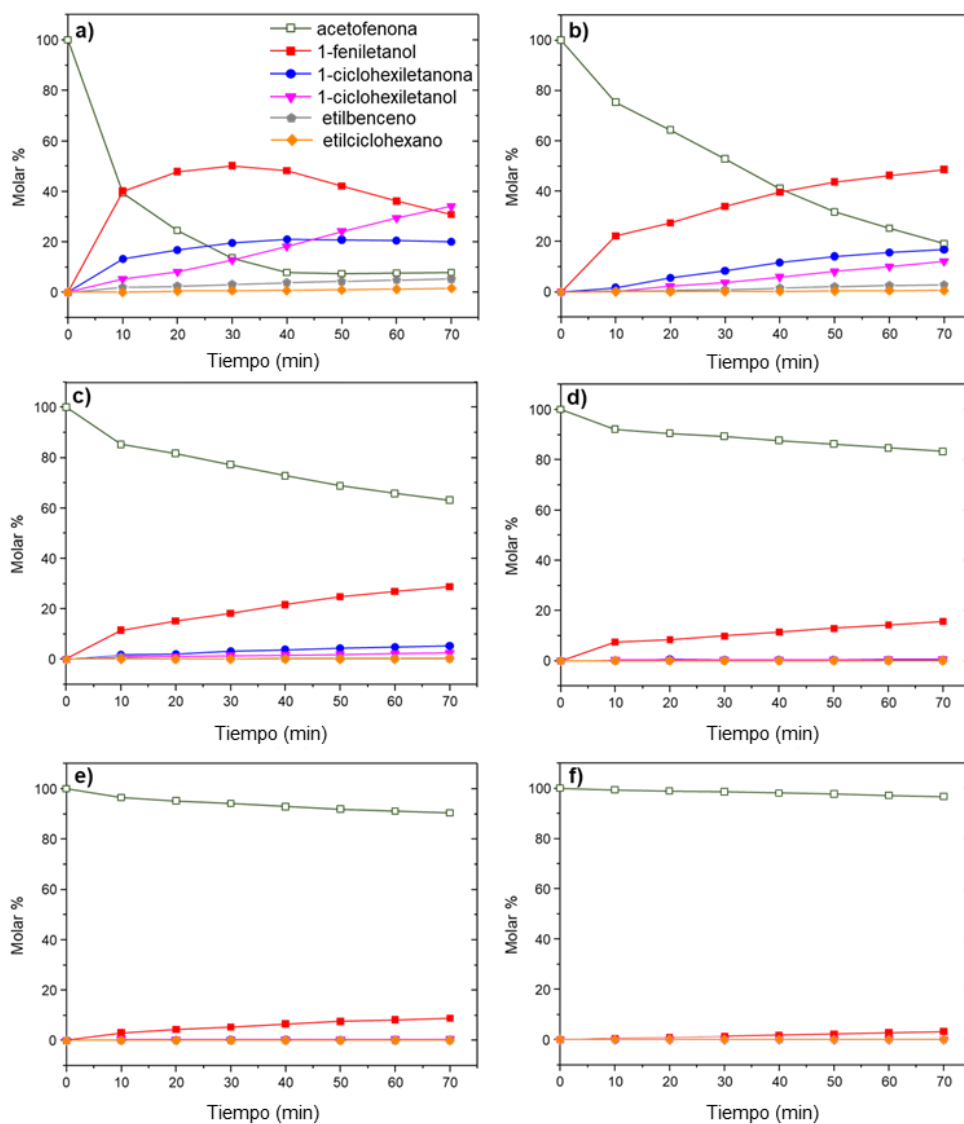 a)
acetofenona
1-feniletanol
1-ciclohexiletanona
1-ciclohexiletanol
etilbenceno
etilciclohexano
Molar %
100
80
60
40
20
0
0 10 20 30 40 50 60 70
Tiempo (min)
b)
Molar %
100
80
60
40
20
0
0 10 20 30 40 50 60 70
Tiempo (min)
c)
Molar %
100
80
60
40
20
0
0 10 20 30 40 50 60 70
Tiempo (min)
d)
Molar %
100
80
60
40
20
0
0 10 20 30 40 50 60 70
Tiempo (min)
e)
Molar %
100
80
60
40
20
0
0 10 20 30 40 50 60 70
Tiempo (min)
f)
Molar %
100
80
60
40
20
0
0 10 20 30 40 50 60 70
Tiempo (min)